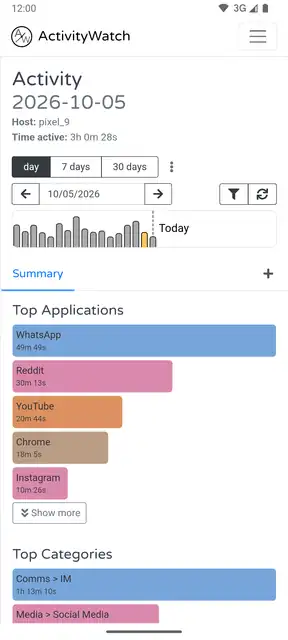 12:00
3G
ActivityWatch
Activity
2026-10-05
Host: pixel_9
Time active: 3h 0m 28s
day 7 days 30 days
10/05/2026
Today
Summary
Top Applications
WhatsApp
49m 49s
Reddit
30m 13s
YouTube
20m 44s
Chrome
18m 5s
Instagram
10m 26s
Show more
Top Categories
Comms > IM
1h 13m 10s
Media > Social Media